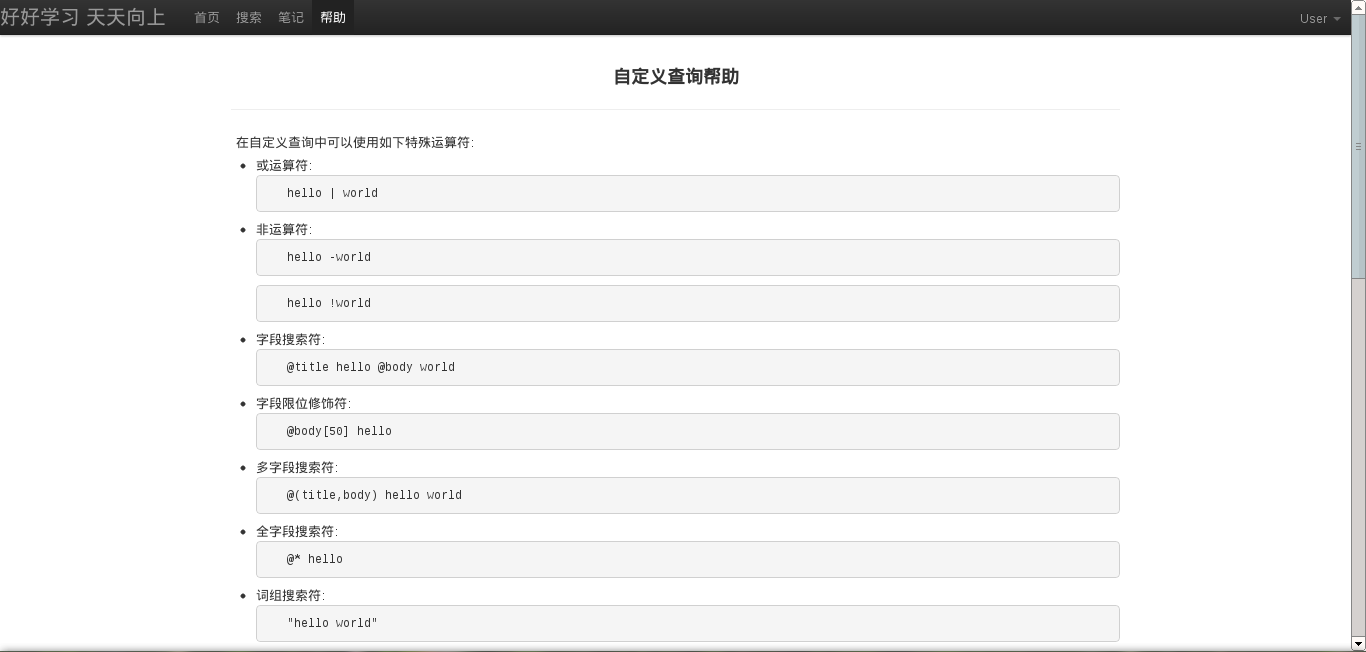 好好学习 天天向上 首页 搜索 笔记 帮助 User
自定义查询帮助
在自定义查询中可以使用如下特殊运算符:
或运算符:
hello | world
非运算符:
hello -world
hello !world
字段搜索符:
@title hello @body world
字段限位修饰符:
@body[50] hello
多字段搜索符:
@(title,body) hello world
全字段搜索符:
@* hello
词组搜索符:
"hello world"